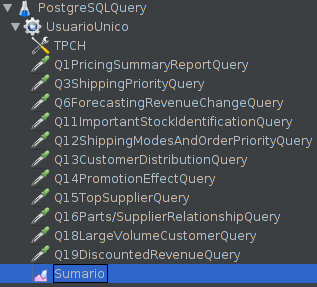 PostgreSQLQuery
UsuarioUnico
TPCH
Q1PricingSummaryReportQuery
Q3ShippingPriorityQuery
Q6ForecastingRevenueChangeQuery
Q11ImportantStockIdentificationQuery
Q12ShippingModesAndOrderPriorityQuery
Q13CustomerDistributionQuery
Q14PromotionEffectQuery
Q15TopSupplierQuery
Q16Parts/SupplierRelationshipQuery
Q18LargeVolumeCustomerQuery
Q19DiscountedRevenueQuery
Sumario